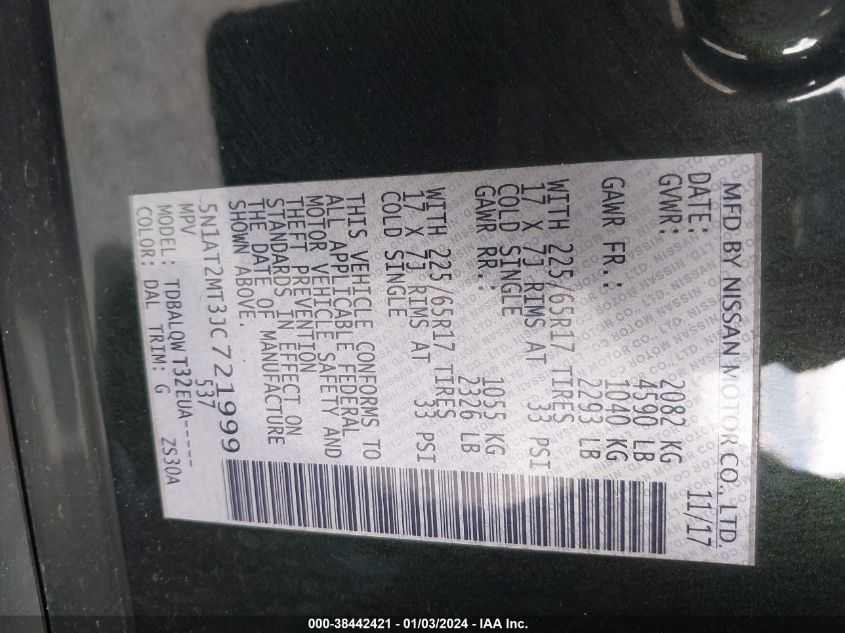 MFD BY NISSAN MOTOR CO., LTD.
DATE: 11/17
GVWR: 2082 KG
4590 LB
GAWR FR.: 1040 KG
2293 LB
WITH 225/65R17 TIRES
17 X 7J RIMS AT 33 PSI
COLD SINGLE
GAWR RR.: 1055 KG
2326 LB
WITH 225/65R17 TIRES
17 X 7J RIMS AT 33 PSI
COLD SINGLE
THIS VEHICLE CONFORMS TO
ALL APPLICABLE FEDERAL
MOTOR VEHICLE SAFETY AND
THEFT PREVENTION
STANDARDS IN EFFECT ON
THE DATE OF MANUFACTURE
SHOWN ABOVE.
5N1AT2MT3JC721999
MPV 537
MODEL: TDBALQWT32EUA-----
COLOR: DAL TRIM: G ZS30A
000-38442421 - 01/03/2024 - IAA Inc.